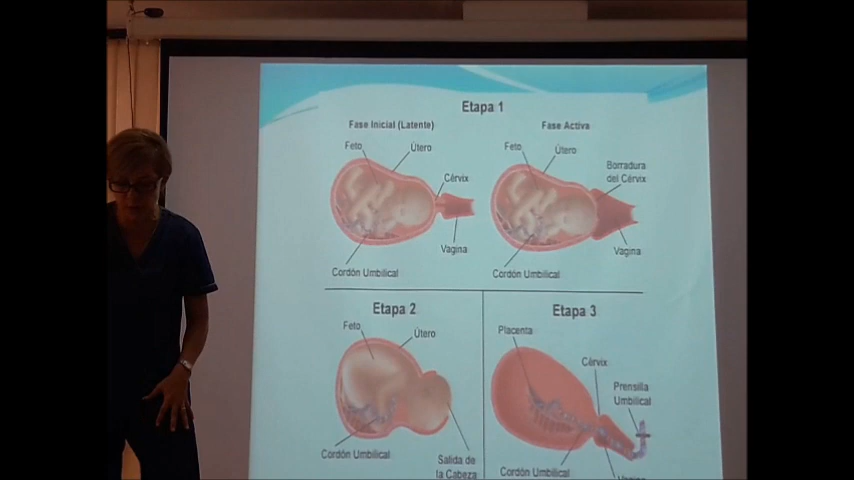 Etapa 1
Fase Inicial (Latente)
Feto
Útero
Cérvix
Vagina
Cordón Umbilical
Fase Activa
Feto
Útero
Borradura
del Cérvix
Vagina
Cordón Umbilical
Etapa 2
Feto
Útero
Cordón Umbilical
Salida de
la Cabeza
Etapa 3
Placenta
Cérvix
Prensilla
Umbilical
Cordón Umbilical